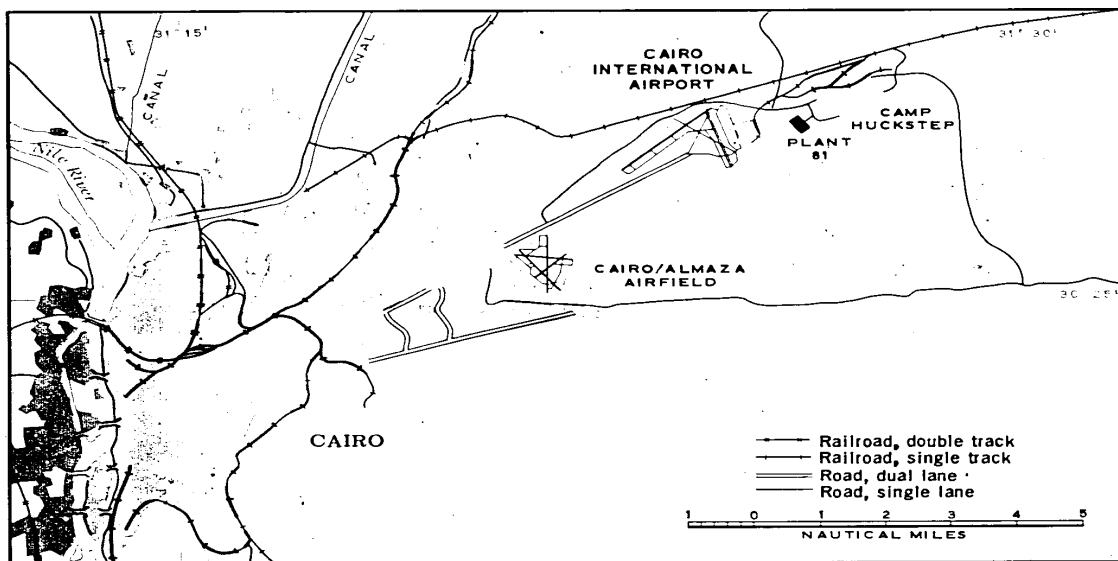 31° 15'
CANAL
CANAL
Nile River
CAIRO
INTERNATIONAL
AIRPORT
31° 30'
CAMP
HUCKSTEP
PLANT
61
CAIRO/ALMAZA
AIRFIELD
CAIRO
Railroad, double track
Railroad, single track
Road, dual lane
Road, single lane
1 0 1 2 3 4 5
NAUTICAL MILES